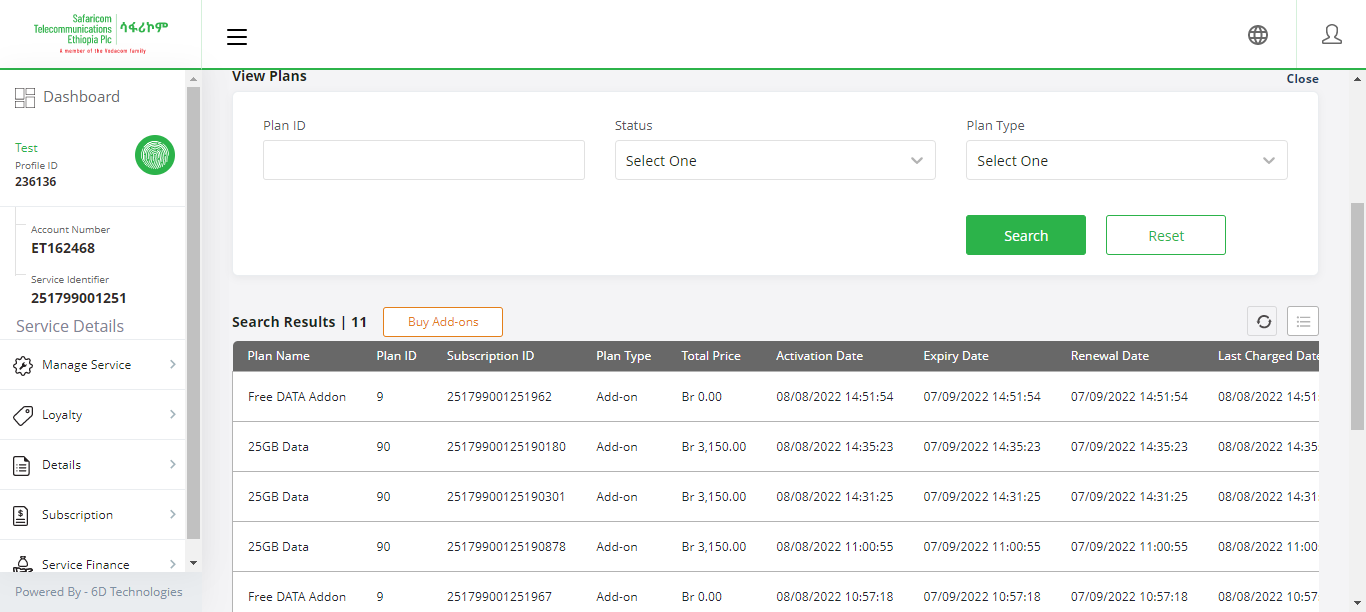 Safaricom
Telecommunications
Ethiopia Plc
ሳፋሪኮም
A member of the Vodacom family
View Plans
Close
Dashboard
Test
Profile ID
236136
Account Number
ET162468
Service Identifier
251799001251
Service Details
Manage Service
Loyalty
Details
Subscription
Service Finance
Powered By - 6D Technologies
Plan ID
Status
Plan Type
Select One
Select One
Search
Reset
Search Results | 11
Buy Add-ons
Plan Name Plan ID Subscription ID Plan Type Total Price Activation Date Expiry Date Renewal Date Last Charged Date
Free DATA Addon 9 251799001251962 Add-on Br 0.00 08/08/2022 14:51:54 07/09/2022 14:51:54 07/09/2022 14:51:54 08/08/2022 14:51:
25GB Data 90 25179900125190180 Add-on Br 3,150.00 08/08/2022 14:35:23 07/09/2022 14:35:23 07/09/2022 14:35:23 08/08/2022 14:35:
25GB Data 90 25179900125190301 Add-on Br 3,150.00 08/08/2022 14:31:25 07/09/2022 14:31:25 07/09/2022 14:31:25 08/08/2022 14:31:
25GB Data 90 25179900125190878 Add-on Br 3,150.00 08/08/2022 11:00:55 07/09/2022 11:00:55 07/09/2022 11:00:55 08/08/2022 11:00:
Free DATA Addon 9 251799001251967 Add-on Br 0.00 08/08/2022 10:57:18 07/09/2022 10:57:18 07/09/2022 10:57:18 08/08/2022 10:57: